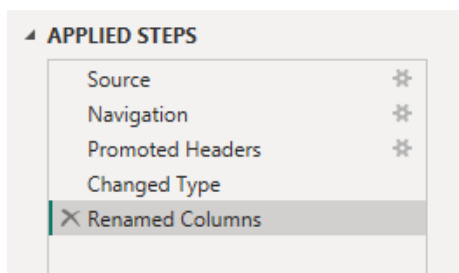 APPLIED STEPS
Source
Navigation
Promoted Headers
Changed Type
Renamed Columns